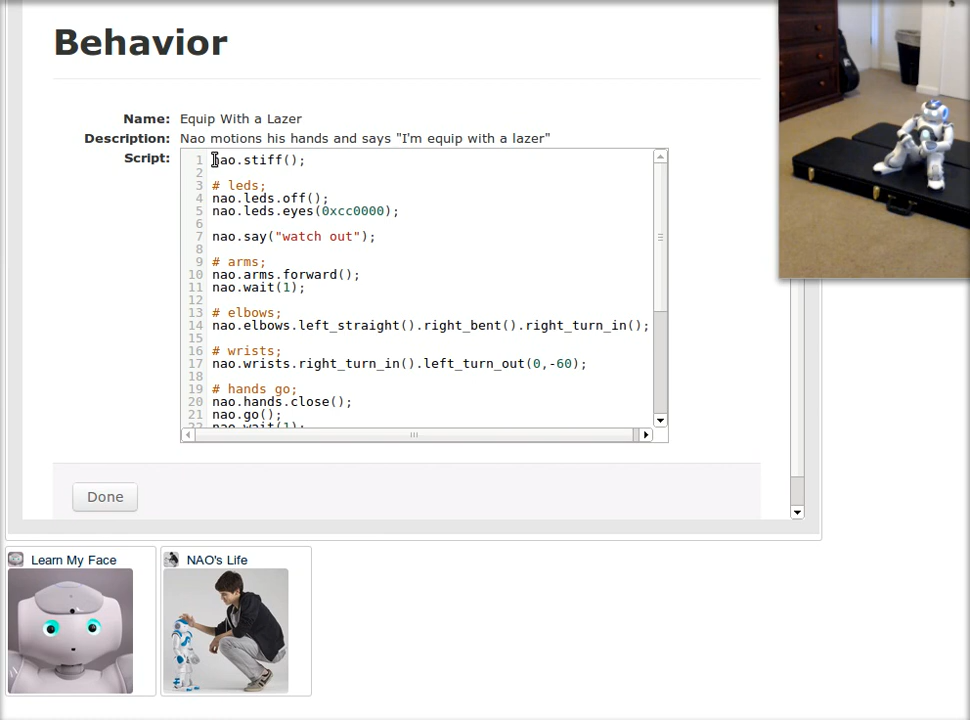 Behavior
Name: Equip With a Lazer
Description: Nao motions his hands and says "I'm equip with a lazer"
Script:
1 nao.stiff();
2
3 # leds;
4 nao.leds.off();
5 nao.leds.eyes(0xcc0000);
6
7 nao.say("watch out");
8
9 # arms;
10 nao.arms.forward();
11 nao.wait(1);
12
13 # elbows;
14 nao.elbows.left_straight().right_bent().right_turn_in();
15
16 # wrists;
17 nao.wrists.right_turn_in().left_turn_out(0,-60);
18
19 # hands go;
20 nao.hands.close();
21 nao.go();
22 nao.wait(1);
Done
Learn My Face
NAO's Life